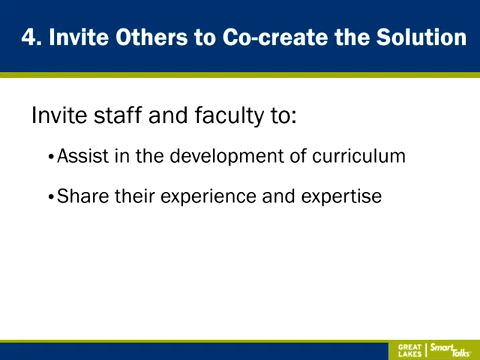 4. Invite Others to Co-create the Solution
Invite staff and faculty to:
•Assist in the development of curriculum
•Share their experience and expertise
GREAT LAKES | Smart Talks